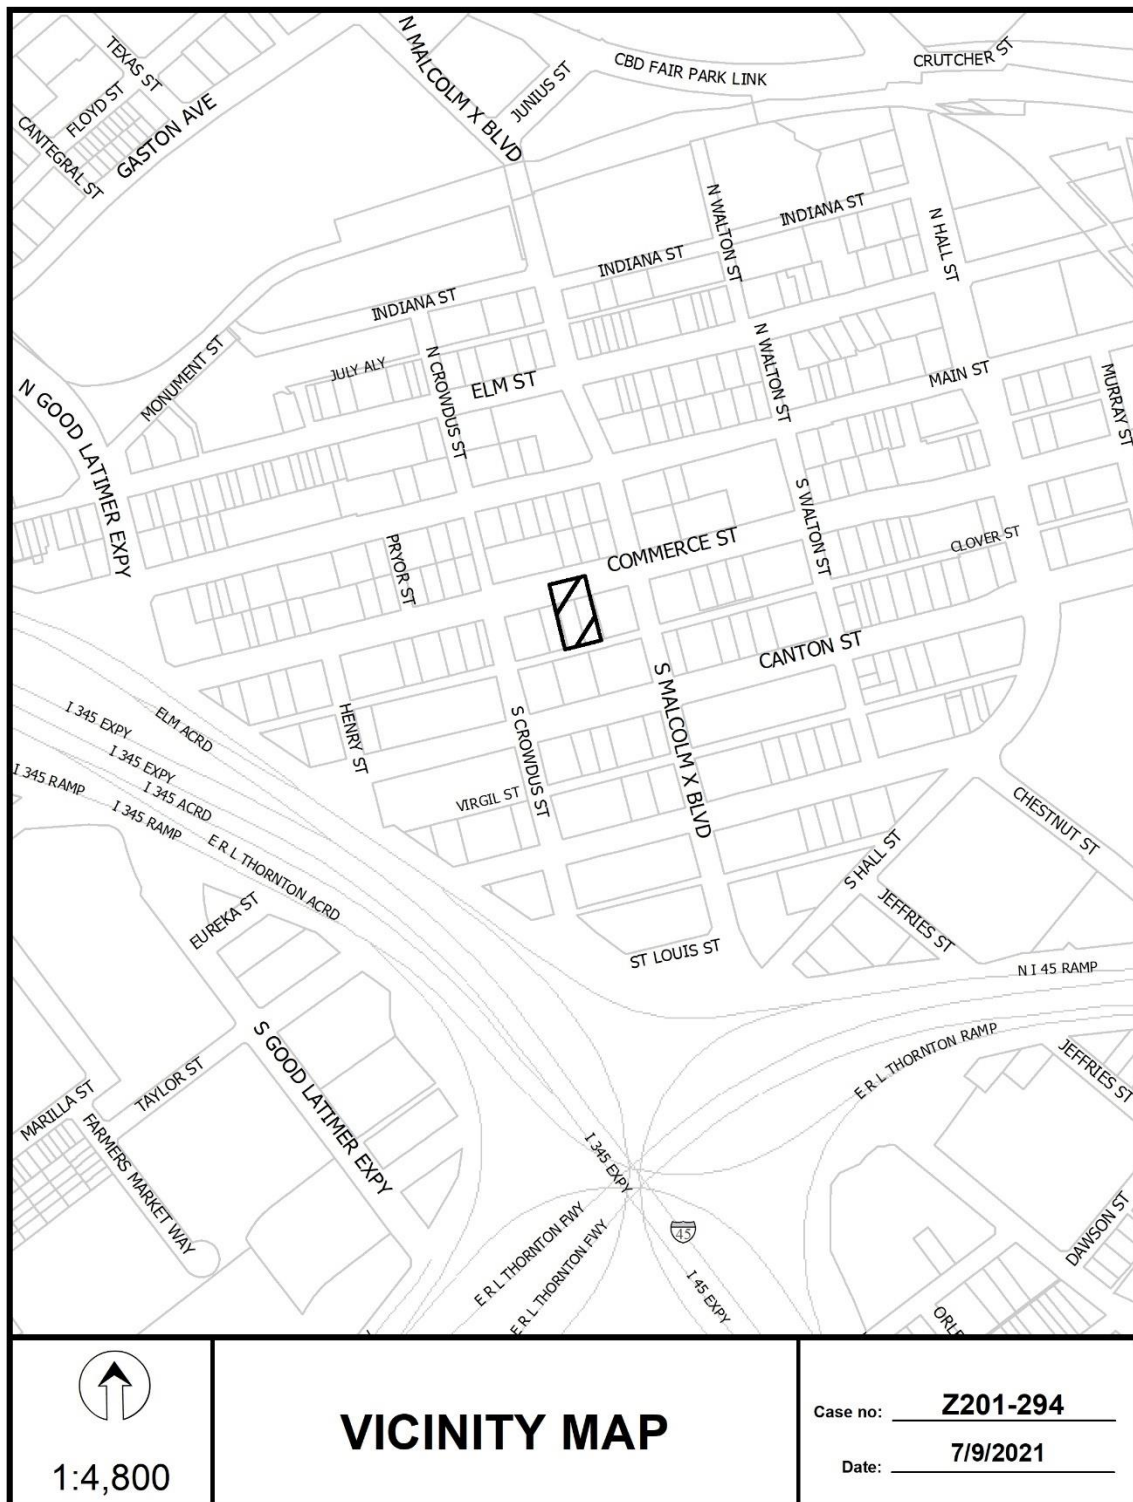 TEXAS ST
FLOYD ST
CANTEGRAL ST
GASTON AVE
N MALCOLM X BLVD
JUNIUS ST
CBD FAIR PARK LINK
CRUTCHER ST
N WALTON ST
INDIANA ST
N HALL ST
INDIANA ST
INDIANA ST
MONUMENT ST
JULY ALY
N CROWDUS ST
ELM ST
N WALTON ST
MAIN ST
MURRAY ST
N GOOD LATIMER EXPY
PRYOR ST
COMMERCE ST
S WALTON ST
CLOVER ST
CANTON ST
S MALCOLM X BLVD
HENRY ST
S CROWDUS ST
VIRGIL ST
ELM ACRD
I 345 EXPY
I 345 EXPY
I 345 ACRD
I 345 RAMP
I 345 RAMP
E R L THORNTON ACRD
EUREKA ST
CHESTNUT ST
S HALL ST
JEFFRIES ST
ST LOUIS ST
N I 45 RAMP
E R L THORNTON RAMP
JEFFRIES ST
S GOOD LATIMER EXPY
TAYLOR ST
MARILLA ST
FARMERS MARKET WAY
I 345 EXPY
E R L THORNTON FWY
E R L THORNTON FWY
45
I 45 EXPY
DAWSON ST
1:4,800
VICINITY MAP
Case no: Z201-294
Date: 7/9/2021